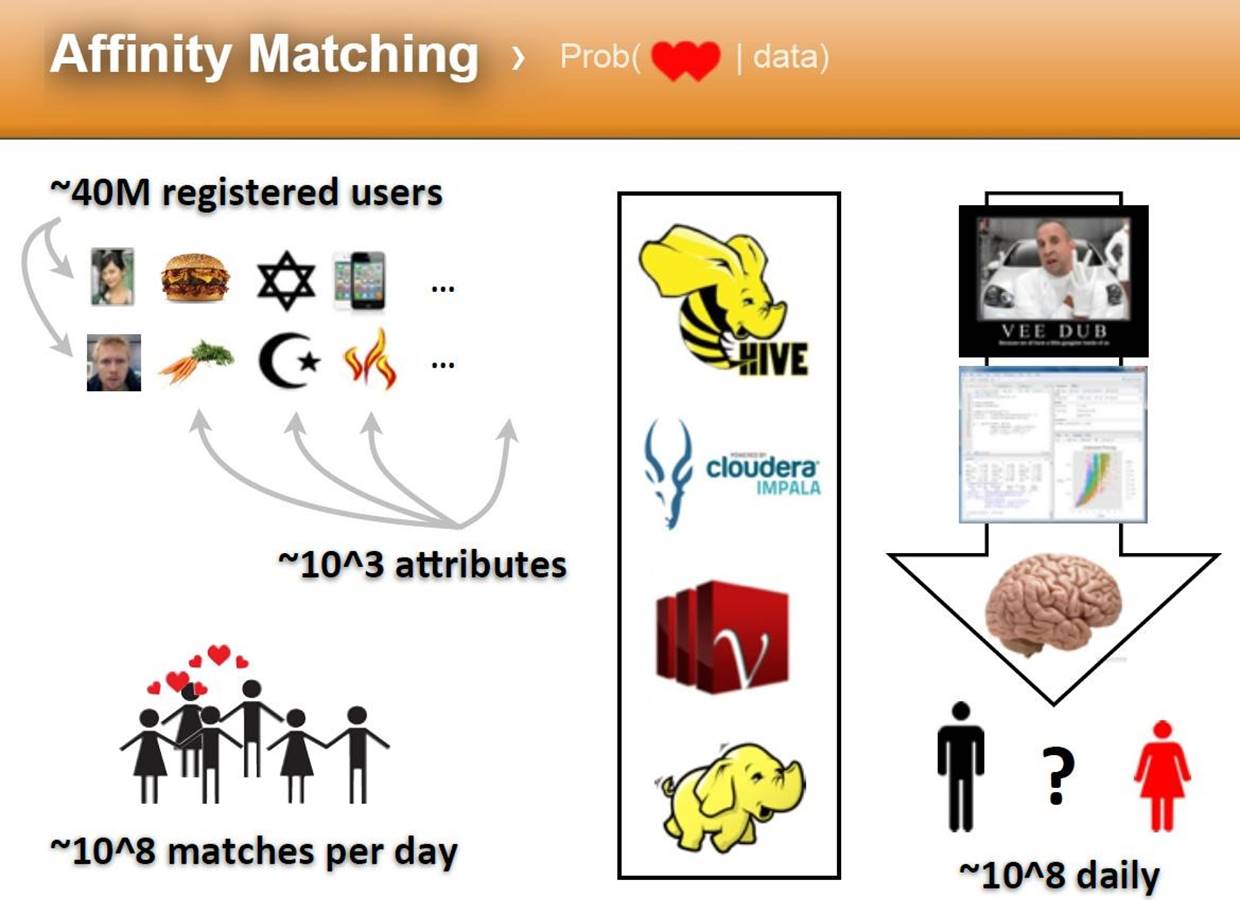 Affinity Matching › Prob( | data)
~40M registered users
...
...
~10^3 attributes
~10^8 matches per day
HIVE
POWERED BY
cloudera
IMPALA
V
VEE DUB
?
~10^8 daily